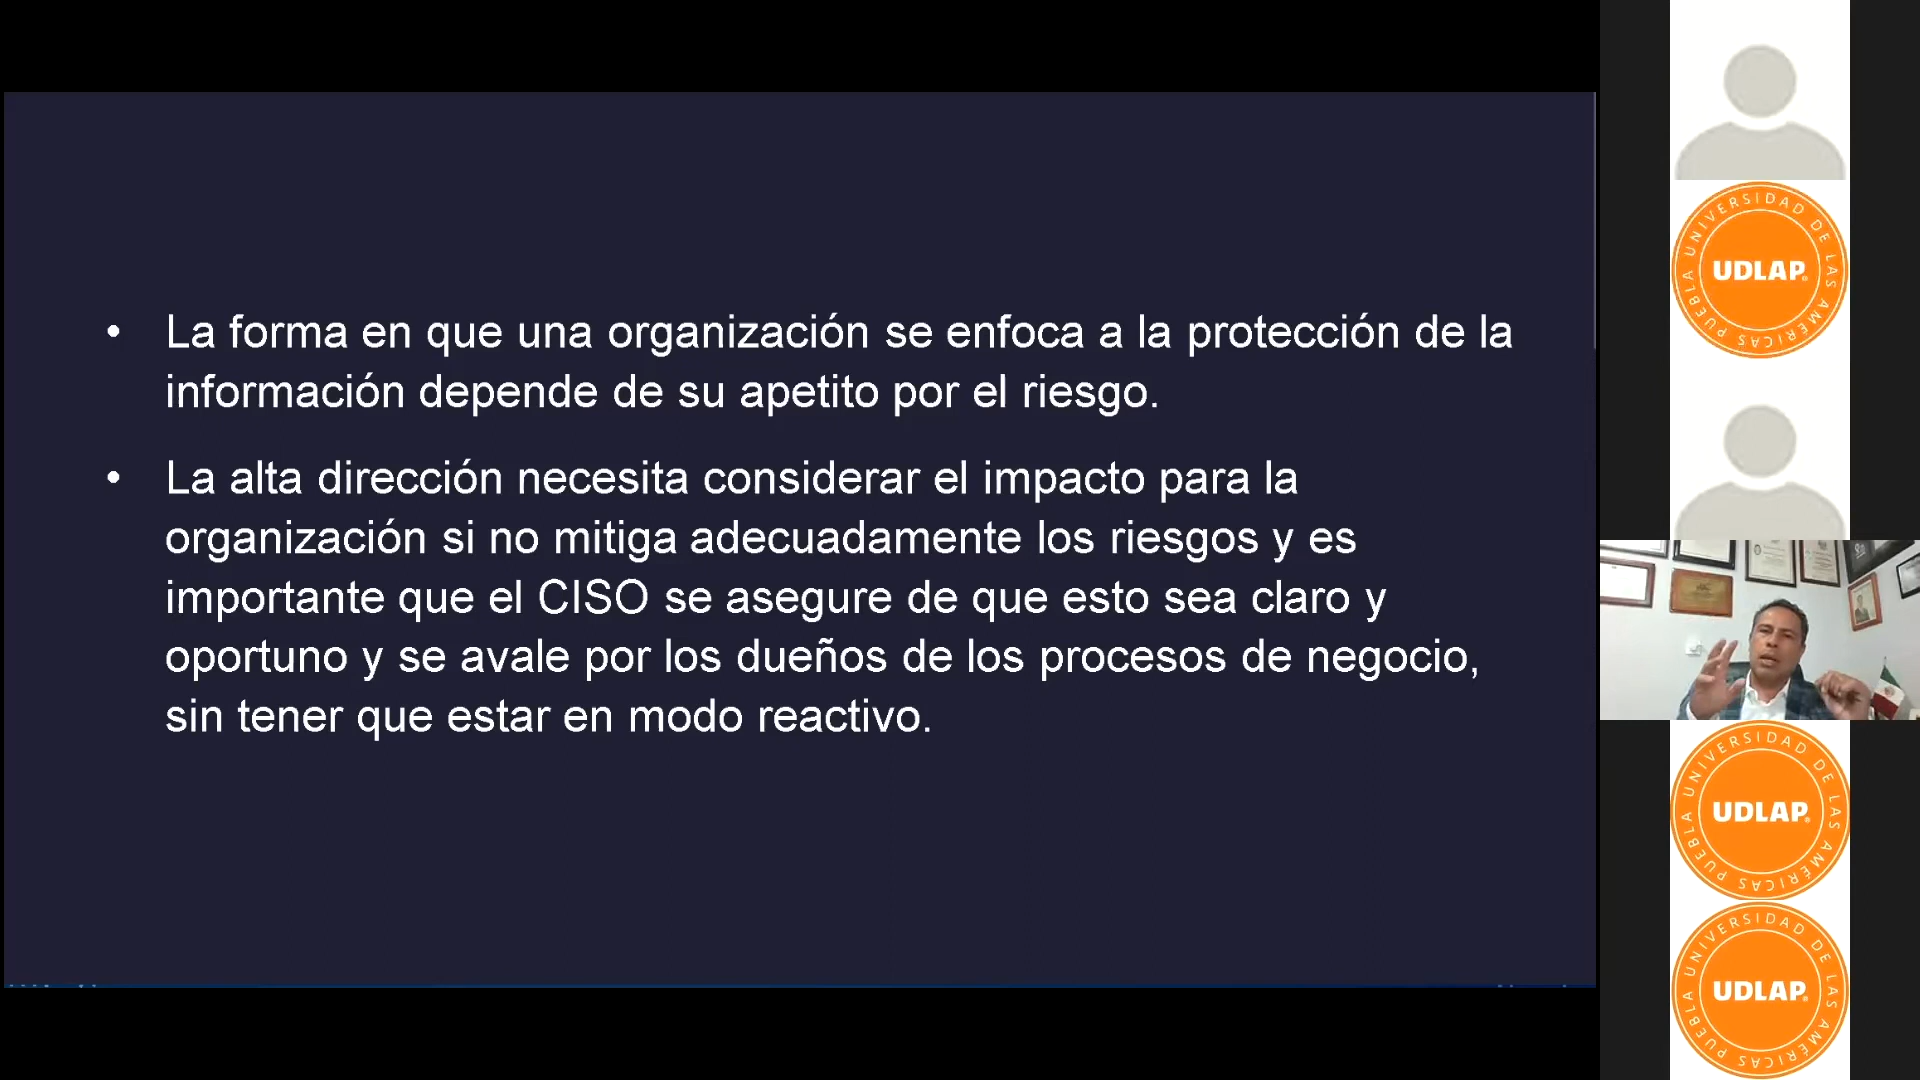 • La forma en que una organización se enfoca a la protección de la
información depende de su apetito por el riesgo.
• La alta dirección necesita considerar el impacto para la
organización si no mitiga adecuadamente los riesgos y es
importante que el CISO se asegure de que esto sea claro y
oportuno y se avale por los dueños de los procesos de negocio,
sin tener que estar en modo reactivo.
UNIVERSIDAD DE LAS AMÉRICAS PUEBLA
UDLAP®
UNIVERSIDAD DE LAS AMÉRICAS PUEBLA
UDLAP®
UNIVERSIDAD DE LAS AMÉRICAS PUEBLA
UDLAP®